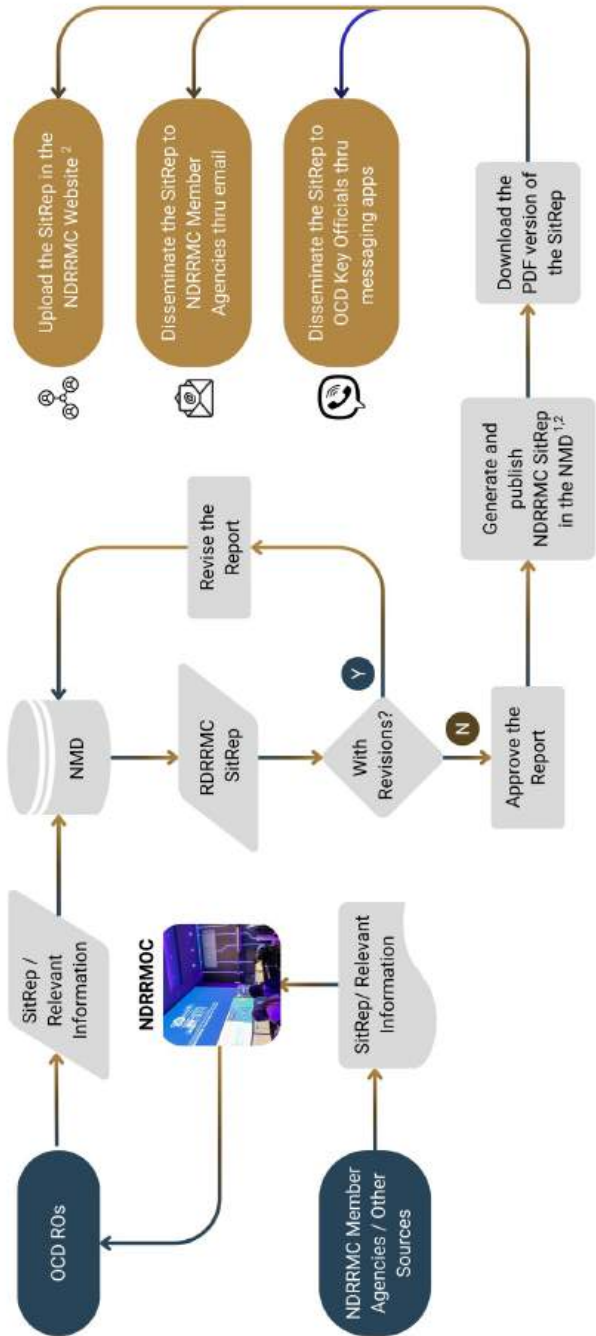 OCD ROs
SitRep /
Relevant
Information
NMD
NDRRMOC
NDRRMC Member
Agencies / Other
Sources
SitRep/ Relevant
Information
RDRRMC
SitRep
With
Revisions?
Y
Revise the
Report
N
Approve the
Report
Generate and
publish
NDRRMC SitRep
in the NMD 1,2
Download the
PDF version of
the SitRep
Upload the SitRep in the
NDRRMC Website 2
Disseminate the SitRep to
NDRRMC Member
Agencies thru email
Disseminate the SitRep to
OCD Key Officials thru
messaging apps